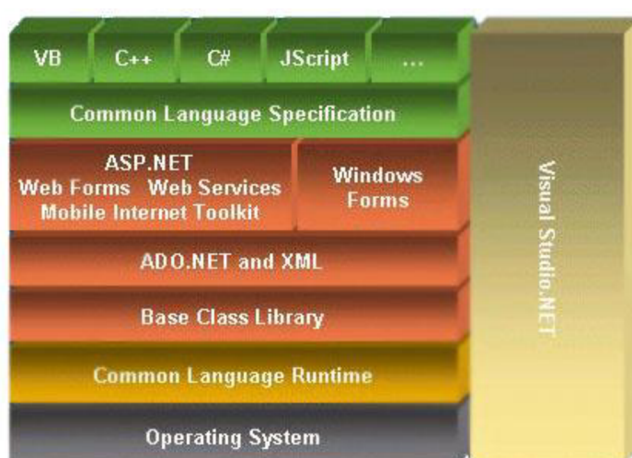 VB C++ C# JScript ...
Common Language Specification
ASP.NET
Web Forms Web Services
Mobile Internet Toolkit
Windows
Forms
ADO.NET and XML
Base Class Library
Common Language Runtime
Operating System
Visual Studio.NET